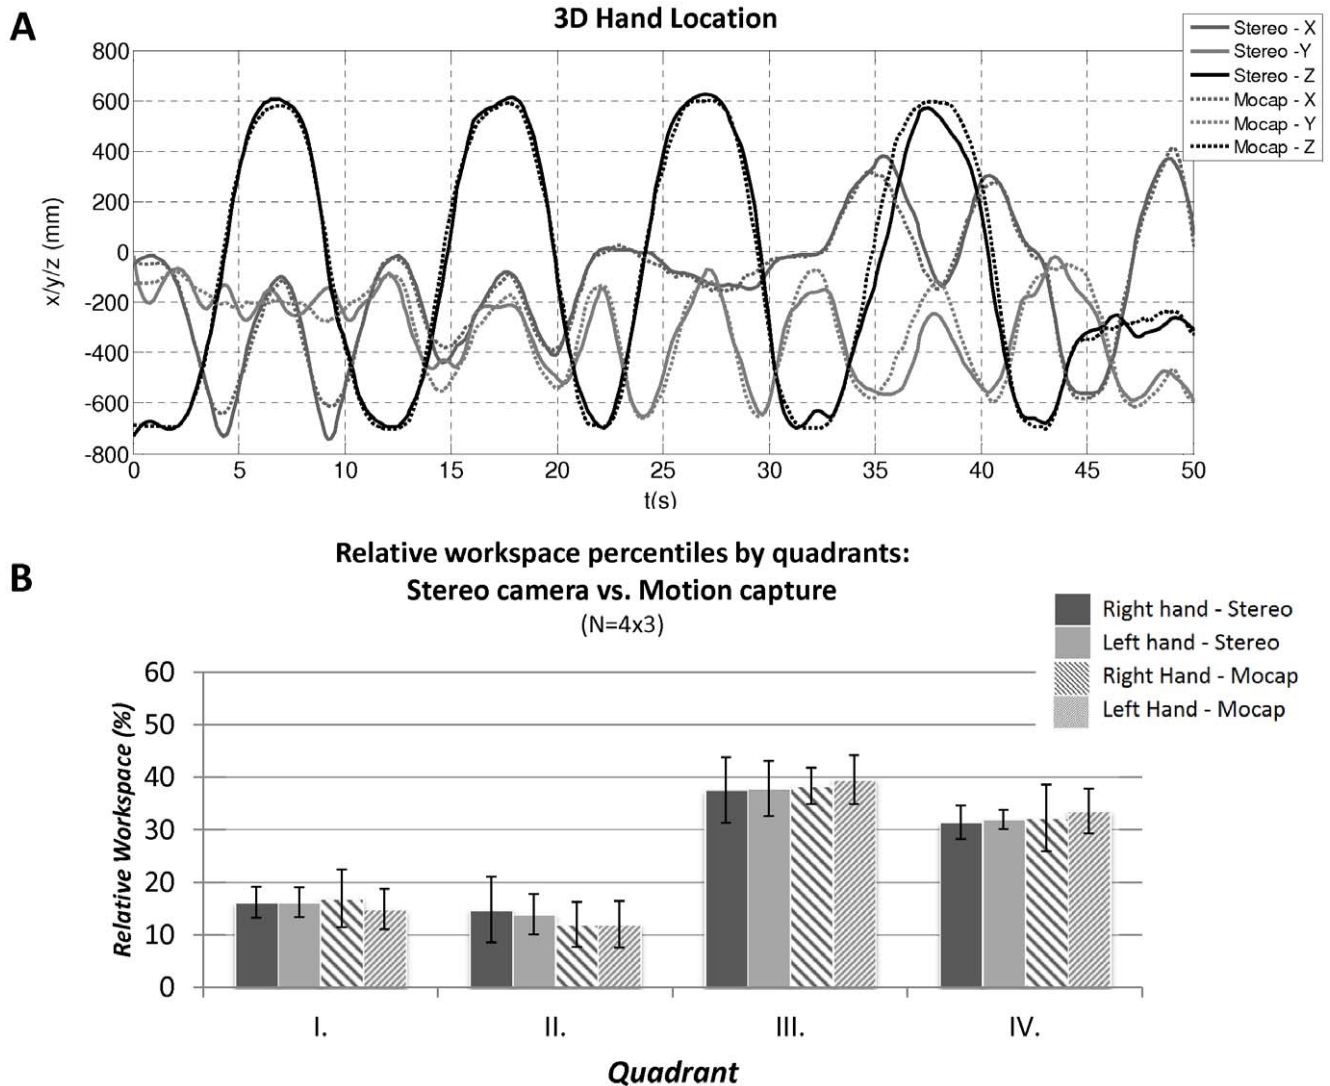 A
3D Hand Location
Stereo - X
Stereo -Y
Stereo - Z
Mocap - X
Mocap - Y
Mocap - Z
800
600
400
200
0
-200
-400
-600
-800
x/y/z (mm)
0 5 10 15 20 25 30 35 40 45 50
t(s)
B
Relative workspace percentiles by quadrants:
Stereo camera vs. Motion capture
(N=4x3)
Right hand - Stereo
Left hand - Stereo
Right Hand - Mocap
Left Hand - Mocap
60
50
40
30
20
10
0
Relative Workspace (%)
I. II. III. IV.
Quadrant